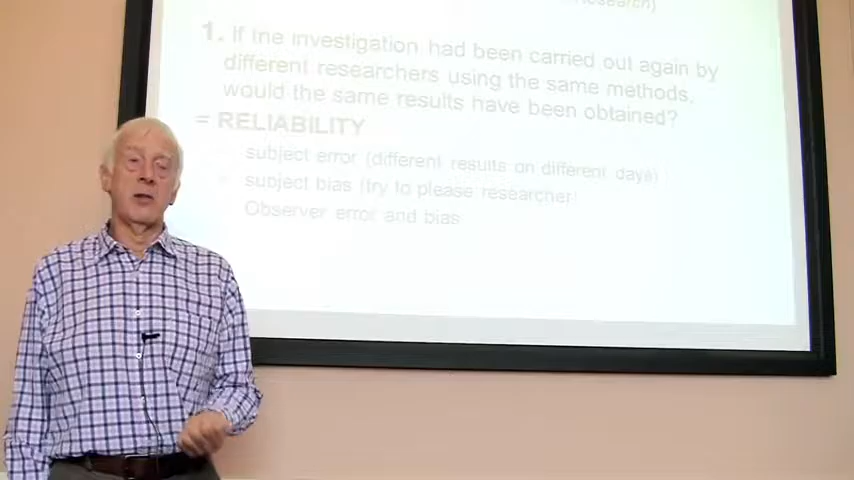 Research)
1. If the investigation had been carried out again by
different researchers using the same methods,
would the same results have been obtained?
= RELIABILITY
subject error (different results on different days)
subject bias (try to please researcher)
Observer error and bias